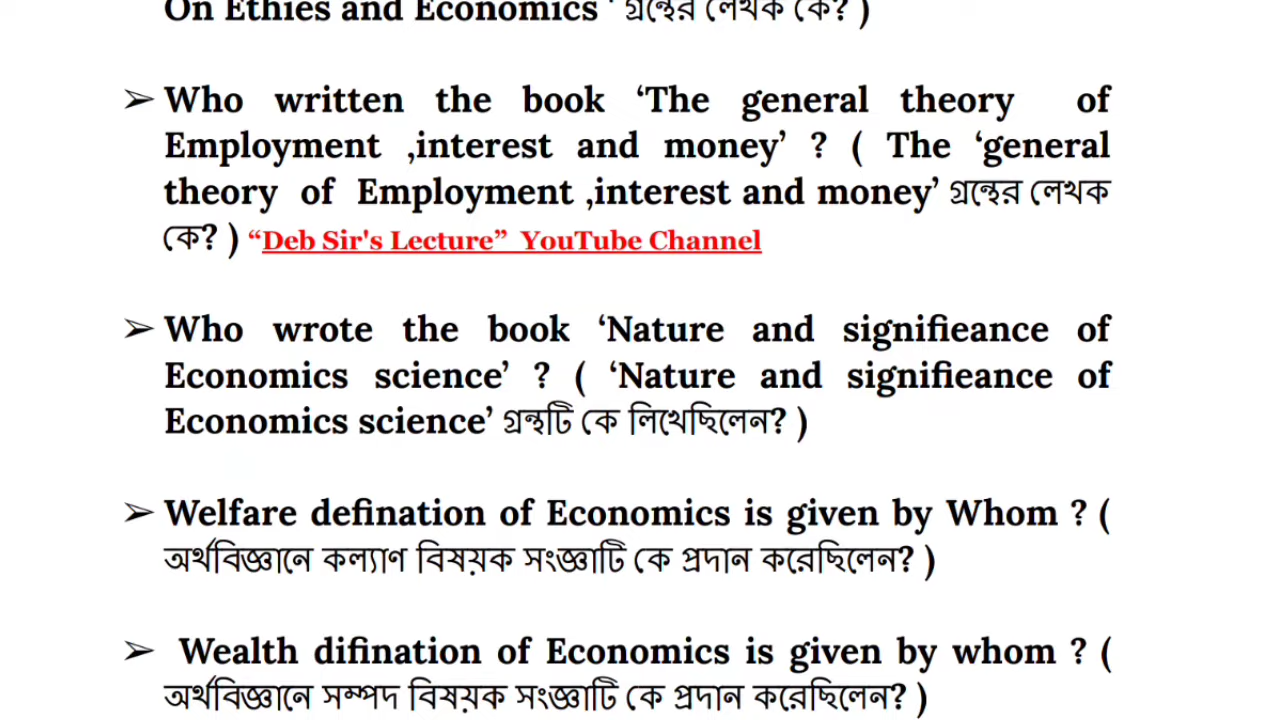 On Ethies and Economics ‘ গ্রন্থের লেখক কে? )
➢ Who written the book ‘The general theory of
Employment ,interest and money’ ? ( The ‘general
theory of Employment ,interest and money’ গ্রন্থের লেখক
কে? ) “Deb Sir's Lecture” YouTube Channel
➢ Who wrote the book ‘Nature and signifieance of
Economics science’ ? ( ‘Nature and signifieance of
Economics science’ গ্রন্থটি কে লিখেছিলেন? )
➢ Welfare defination of Economics is given by Whom ? (
অর্থবিজ্ঞানে কল্যাণ বিষয়ক সংজ্ঞাটি কে প্রদান করেছিলেন? )
➢ Wealth difination of Economics is given by whom ? (
অর্থবিজ্ঞানে সম্পদ বিষয়ক সংজ্ঞাটি কে প্রদান করেছিলেন? )